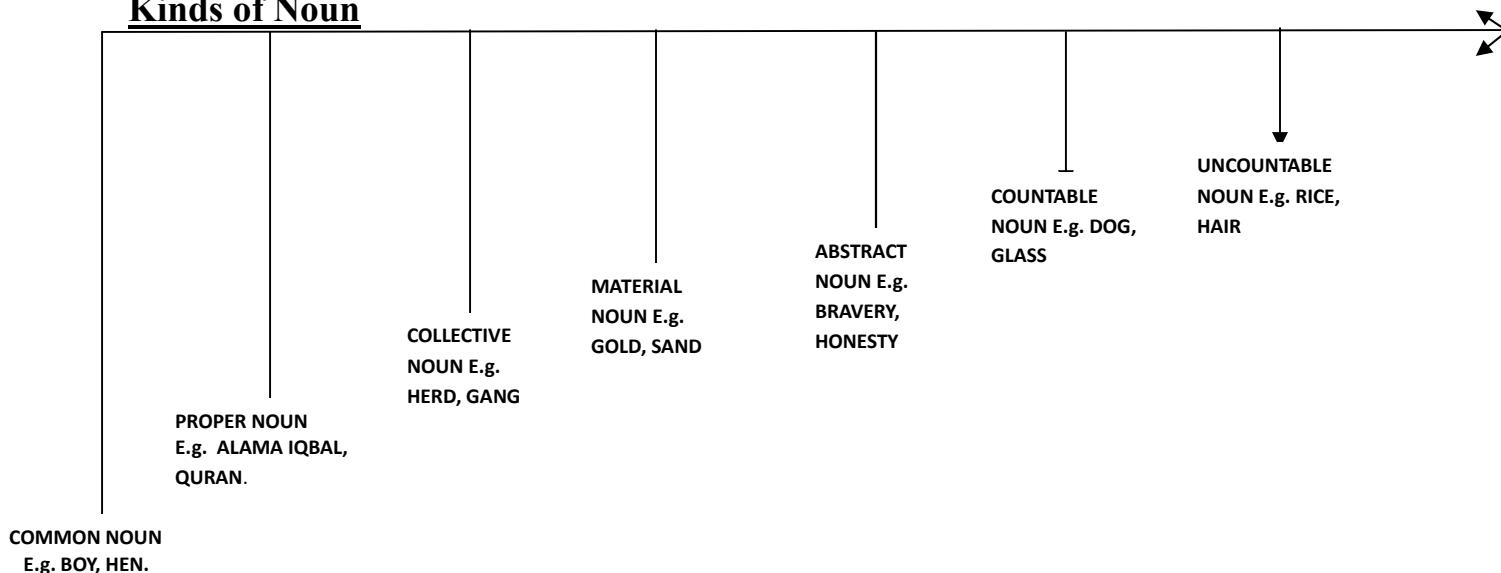 Kinds of Noun
COMMON NOUN
E.g. BOY, HEN.
PROPER NOUN
E.g. ALAMA IQBAL,
QURAN.
COLLECTIVE
NOUN E.g.
HERD, GANG
MATERIAL
NOUN E.g.
GOLD, SAND
ABSTRACT
NOUN E.g.
BRAVERY,
HONESTY
COUNTABLE
NOUN E.g. DOG,
GLASS
UNCOUNTABLE
NOUN E.g. RICE,
HAIR